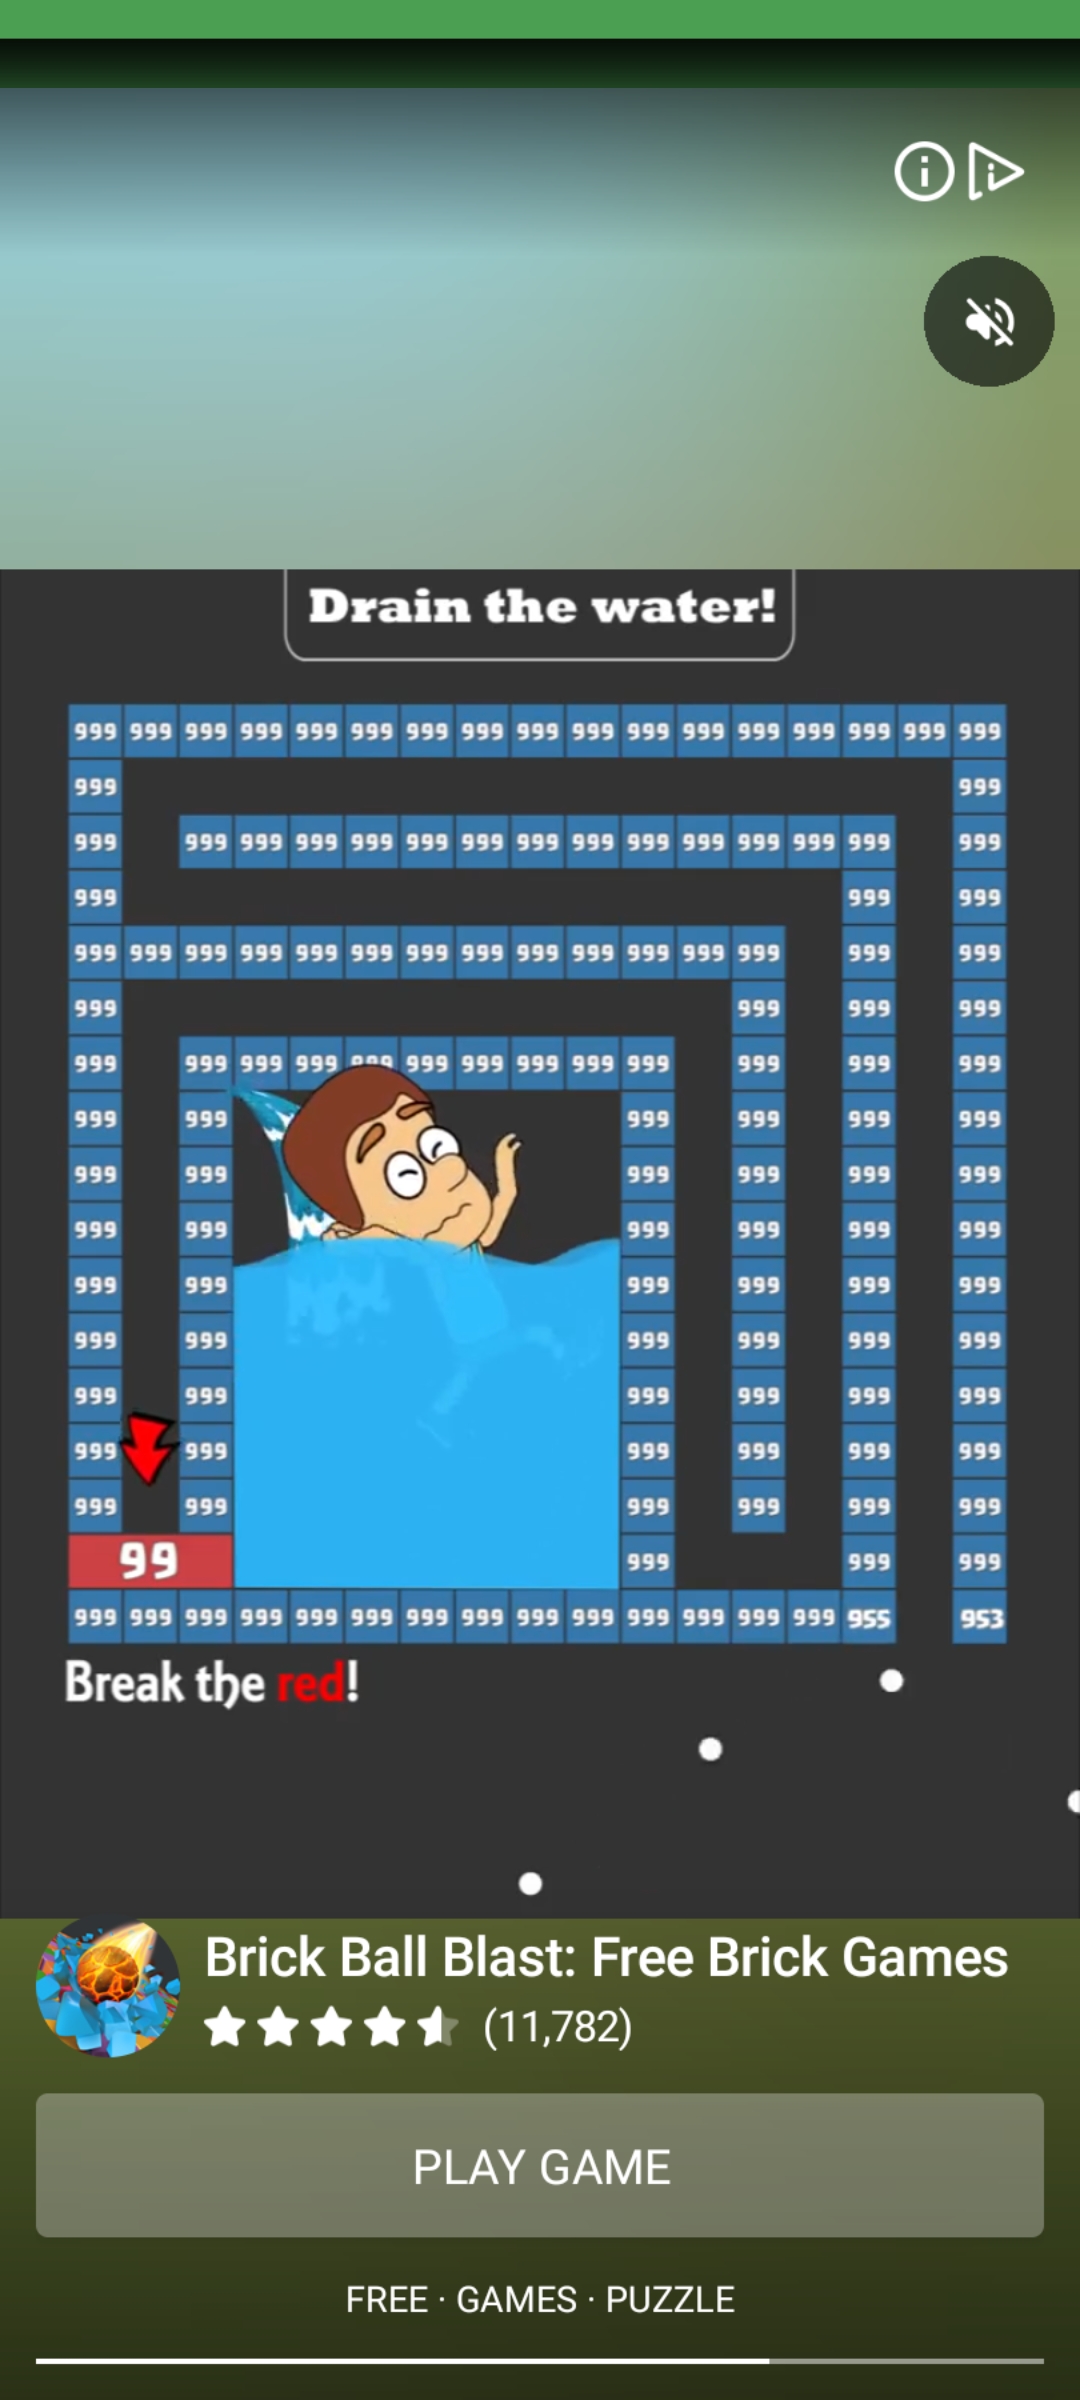 Drain the water!
999 999 999 999 999 999 999 999 999 999 999 999 999 999 999 999 999
999 999
999 999 999 999 999 999 999 999 999 999 999 999 999 999 999
999 999 999
999 999 999 999 999 999 999 999 999 999 999 999 999 999 999
999 999 999 999
999 999 999 999 999 999 999 999 999 999 999 999 999
999 999 999 999 999 999
999 999 999 999 999 999
999 999 999 999 999 999
999 999 999 999 999 999
999 999 999 999 999 999
999 999 999 999 999 999
999 999 999 999 999 999
999 999 999 999 999 999
99 999 999 999
999 999 999 999 999 999 999 999 999 999 999 999 999 999 955 953
Break the red!
Brick Ball Blast: Free Brick Games
(11,782)
PLAY GAME
FREE · GAMES · PUZZLE